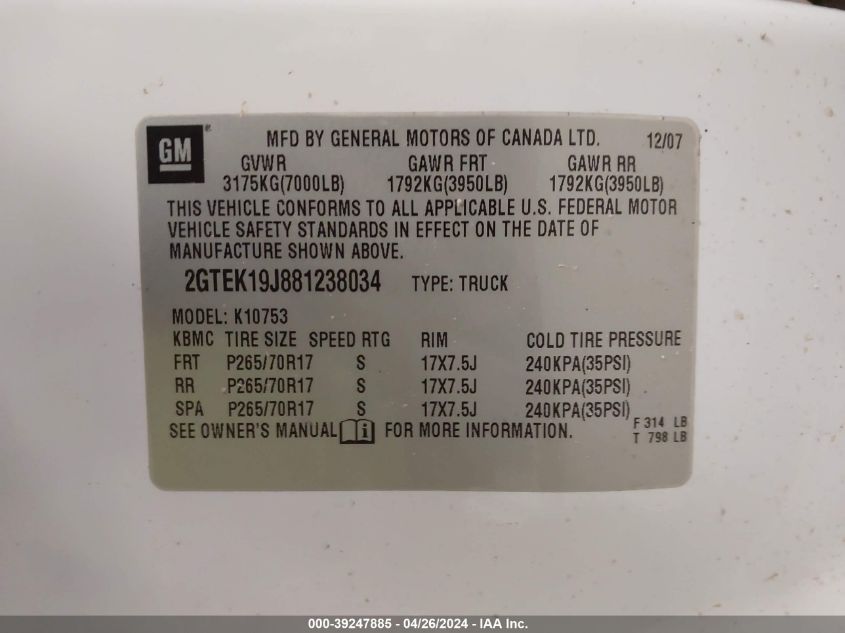 GM® MFD BY GENERAL MOTORS OF CANADA LTD. 12/07
GVWR GAWR FRT GAWR RR
3175KG(7000LB) 1792KG(3950LB) 1792KG(3950LB)
THIS VEHICLE CONFORMS TO ALL APPLICABLE U.S. FEDERAL MOTOR
VEHICLE SAFETY STANDARDS IN EFFECT ON THE DATE OF
MANUFACTURE SHOWN ABOVE.
2GTEK19J881238034 TYPE: TRUCK
MODEL: K10753
KBMC TIRE SIZE SPEED RTG RIM COLD TIRE PRESSURE
FRT P265/70R17 S 17X7.5J 240KPA(35PSI)
RR P265/70R17 S 17X7.5J 240KPA(35PSI)
SPA P265/70R17 S 17X7.5J 240KPA(35PSI)
SEE OWNER'S MANUAL i FOR MORE INFORMATION.
F 314 LB
T 798 LB
000-39247885 - 04/26/2024 - IAA Inc.